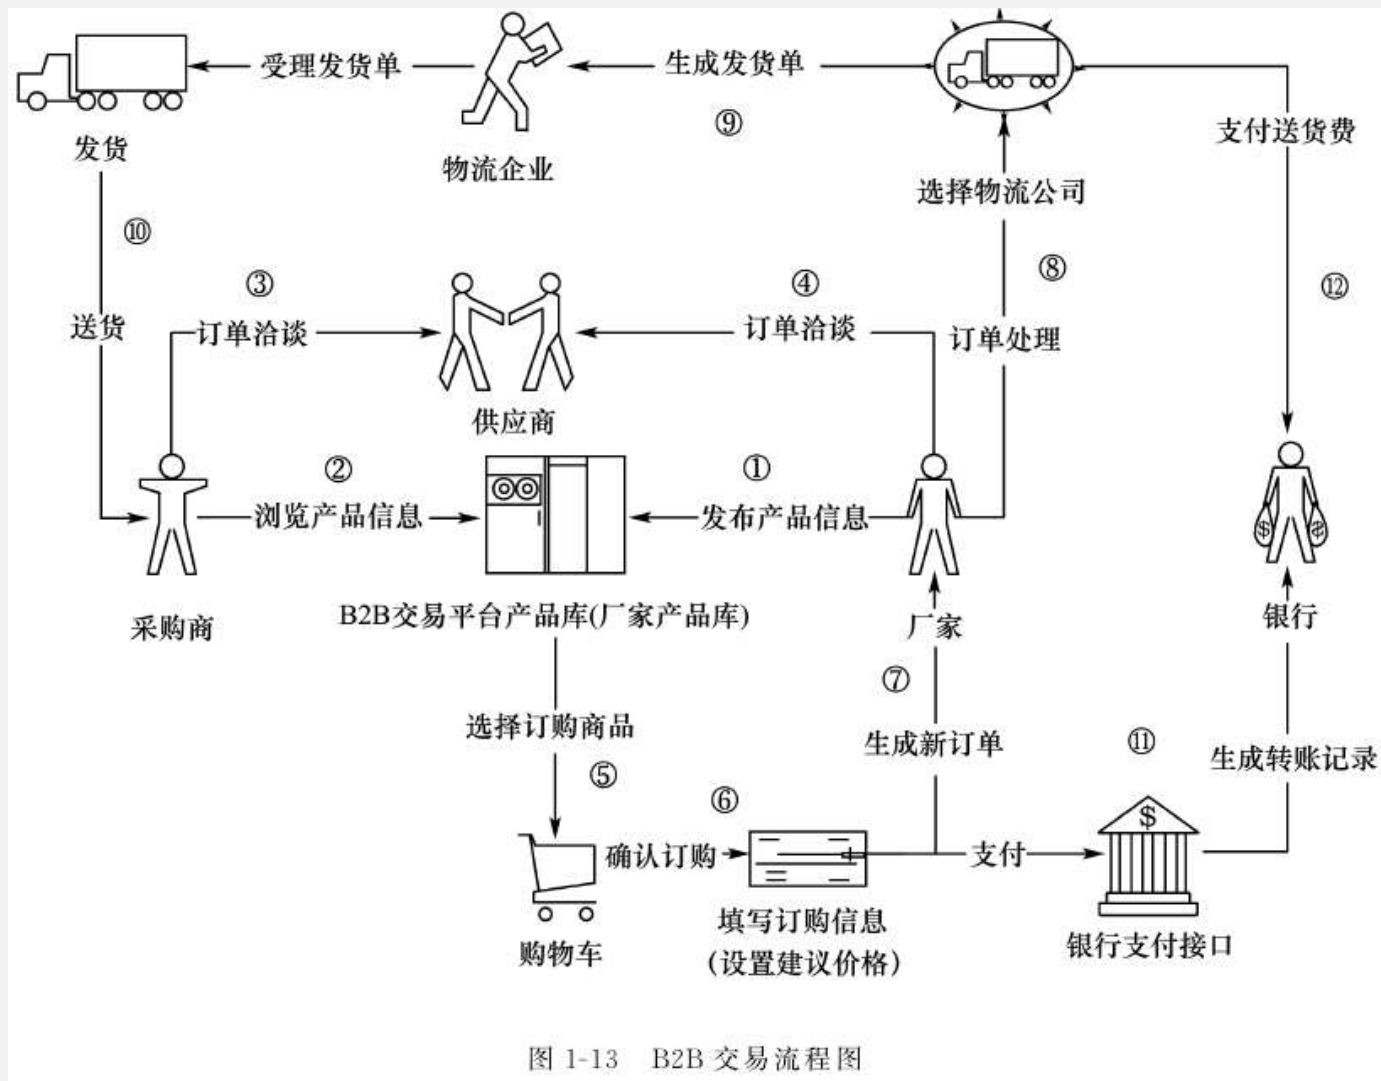 受理发货单
生成发货单
⑨
支付送货费
发货
物流企业
选择物流公司
⑩
③
④
⑧
⑫
送货
订单洽谈
订单洽谈
订单处理
供应商
②
①
浏览产品信息
发布产品信息
$
$
采购商
B2B交易平台产品库(厂家产品库)
厂家
银行
⑦
选择订购商品
生成新订单
⑪
生成转账记录
⑤
⑥
$
确认订购
支付
购物车
填写订购信息
(设置建议价格)
银行支付接口
图 1-13 B2B 交易流程图